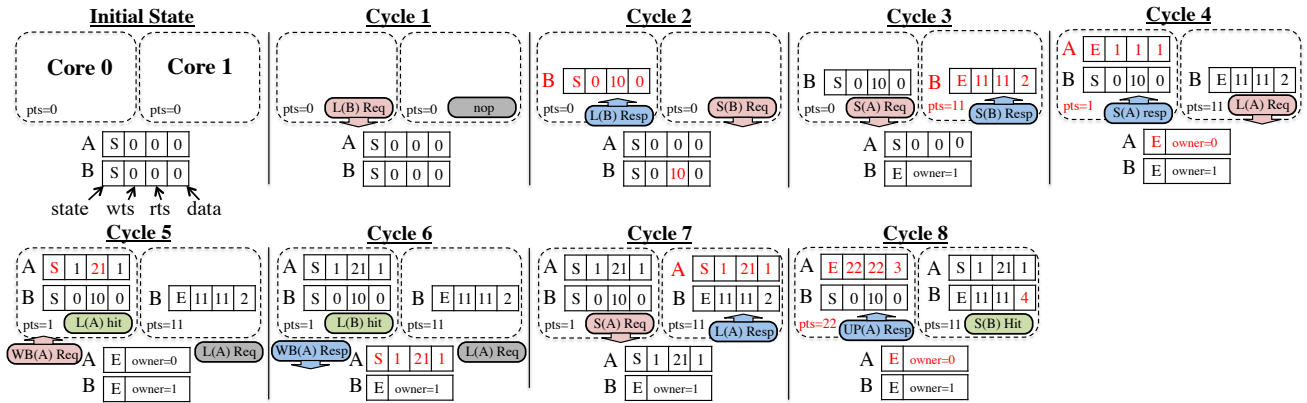 Initial State
Core 0
Core 1
pts=0
pts=0
A S 0 0 0
B S 0 0 0
state wts rts data
Cycle 1
pts=0
L(B) Req
pts=0
nop
A S 0 0 0
B S 0 0 0
Cycle 2
B S 0 10 0
pts=0
L(B) Resp
pts=0
S(B) Req
A S 0 0 0
B S 0 10 0
Cycle 3
B S 0 10 0
pts=0
S(A) Req
B E 11 11 2
pts=11
S(B) Resp
A S 0 0 0
B E owner=1
Cycle 4
A E 1 1 1
B S 0 10 0
pts=1
S(A) resp
B E 11 11 2
pts=11
L(A) Req
A E owner=0
B E owner=1
Cycle 5
A S 1 21 1
B S 0 10 0
pts=1
L(A) hit
WB(A) Req
B E 11 11 2
pts=11
L(A) Req
A E owner=0
B E owner=1
Cycle 6
A S 1 21 1
B S 0 10 0
pts=1
L(B) hit
WB(A) Resp
B E 11 11 2
pts=11
L(A) Req
A S 1 21 1
B E owner=1
Cycle 7
A S 1 21 1
B S 0 10 0
pts=1
S(A) Req
A S 1 21 1
B E 11 11 2
pts=11
L(A) Resp
A S 1 21 1
B E owner=1
Cycle 8
A E 22 22 3
B S 0 10 0
pts=22
UP(A) Resp
A S 1 21 1
B E 11 11 4
pts=11
S(B) Hit
A E owner=0
B E owner=1